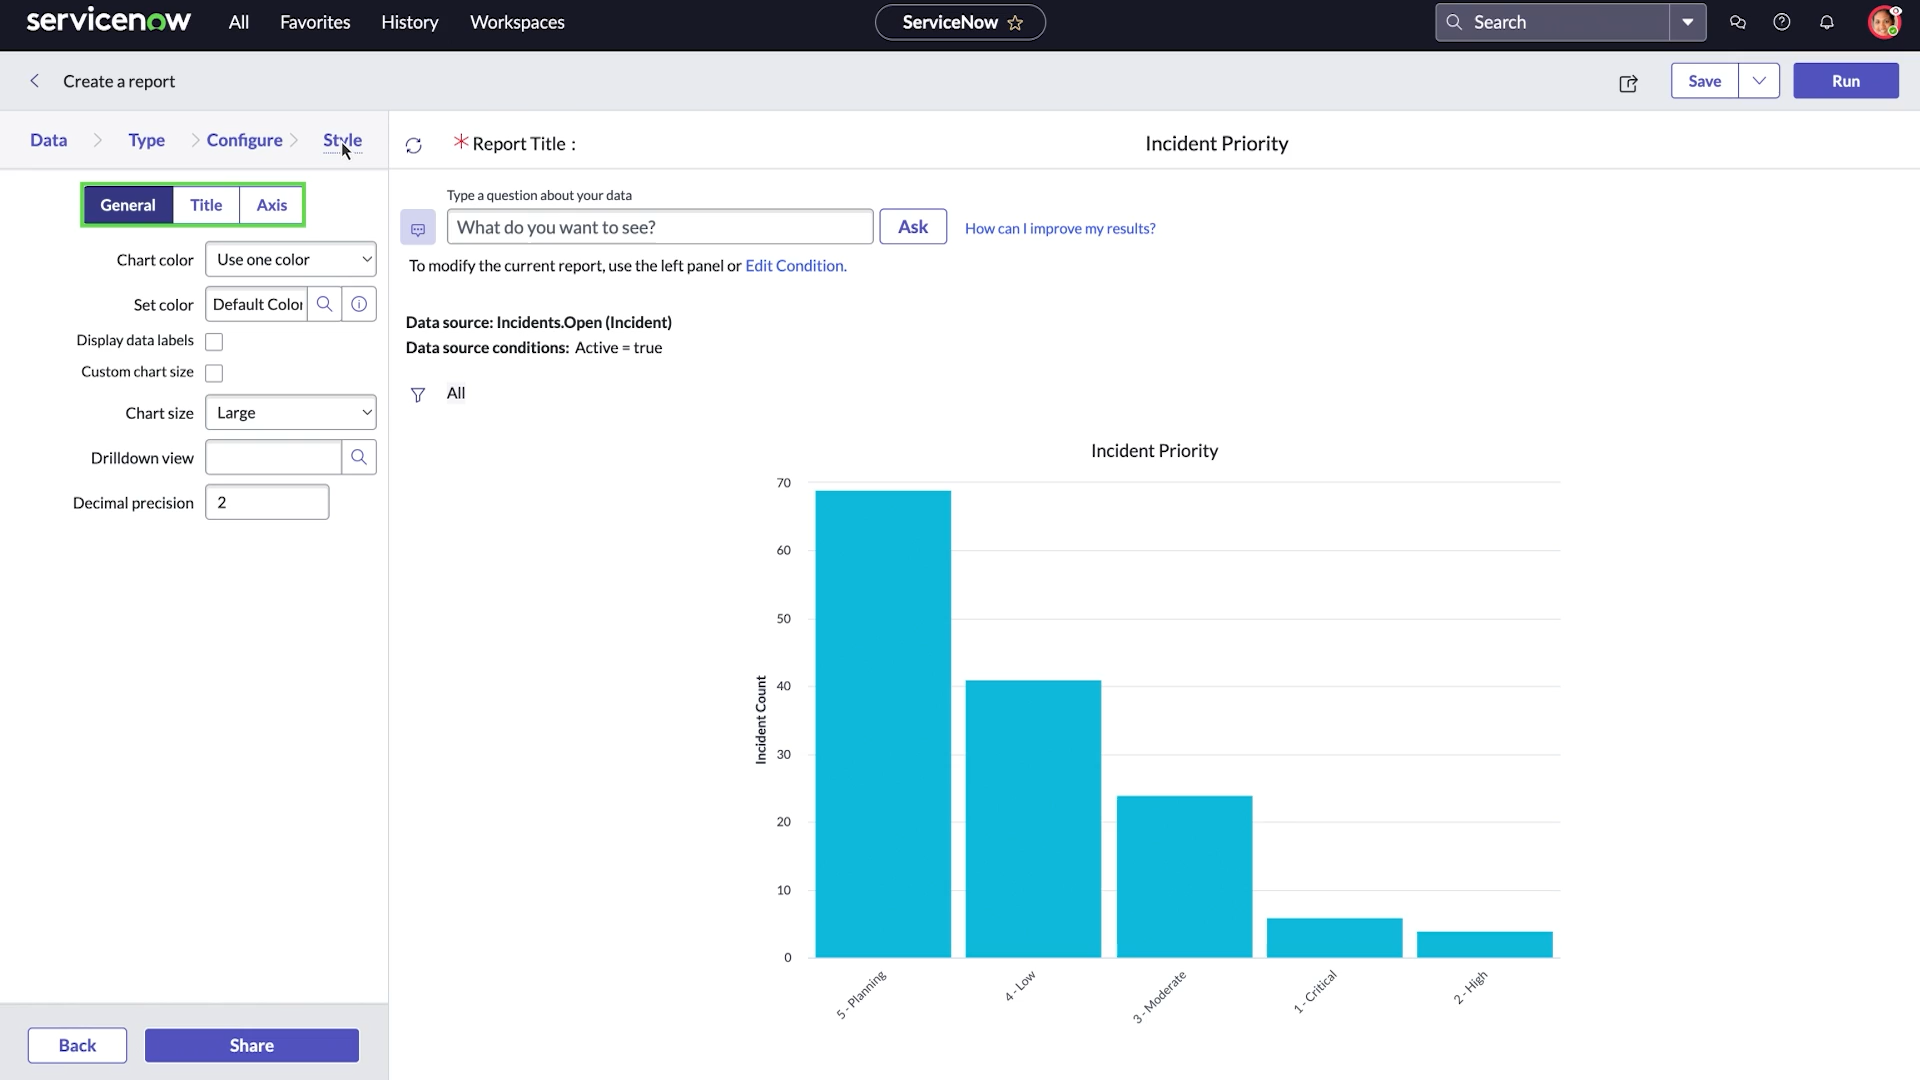 servicenow All Favorites History Workspaces ServiceNow Search
Create a report Save Run
Data Type Configure Style
* Report Title : Incident Priority
General Title Axis
Chart color Use one color
Set color Default Color
Display data labels
Custom chart size
Chart size Large
Drilldown view
Decimal precision 2
Back Share
Type a question about your data
What do you want to see? Ask How can I improve my results?
To modify the current report, use the left panel or Edit Condition.
Data source: Incidents.Open (Incident)
Data source conditions: Active = true
All
Incident Priority
70
60
50
40
30
20
10
0
Incident Count
5 - Planning 4 - Low 3 - Moderate 1 - Critical 2 - High